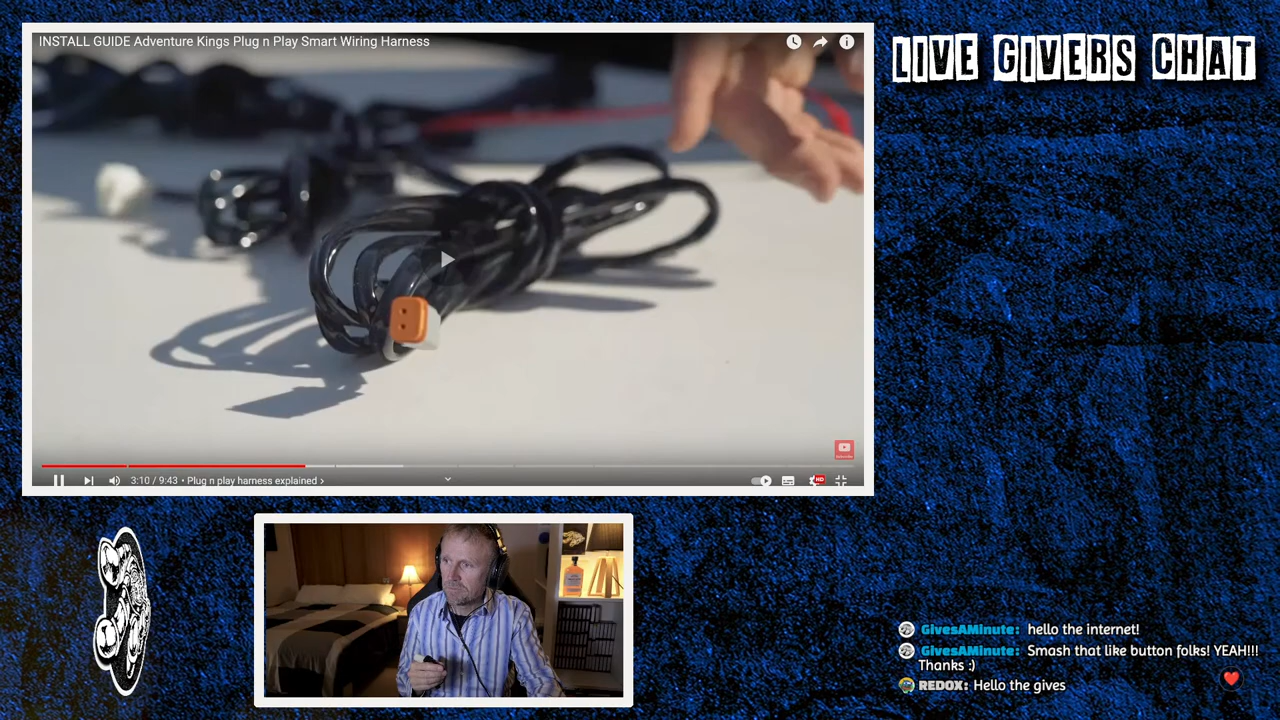 INSTALL GUIDE Adventure Kings Plug n Play Smart Wiring Harness
LIVE GIVERS CHAT
HD
3:10 / 9:43 • Plug n play harness explained ›
GivesAMinute: hello the internet!
GivesAMinute: Smash that like button folks! YEAH!!!
Thanks :)
REDOX: Hello the gives